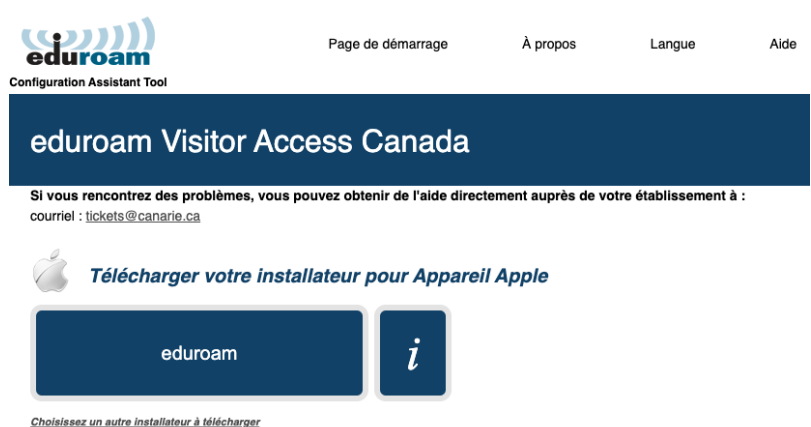 eduroam
Configuration Assistant Tool
Page de démarrage
À propos
Langue
Aide
eduroam Visitor Access Canada
Si vous rencontrez des problèmes, vous pouvez obtenir de l'aide directement auprès de votre établissement à :
courriel : tickets@canarie.ca
Télécharger votre installateur pour Appareil Apple
eduroam
i
Choisissez un autre installateur à télécharger